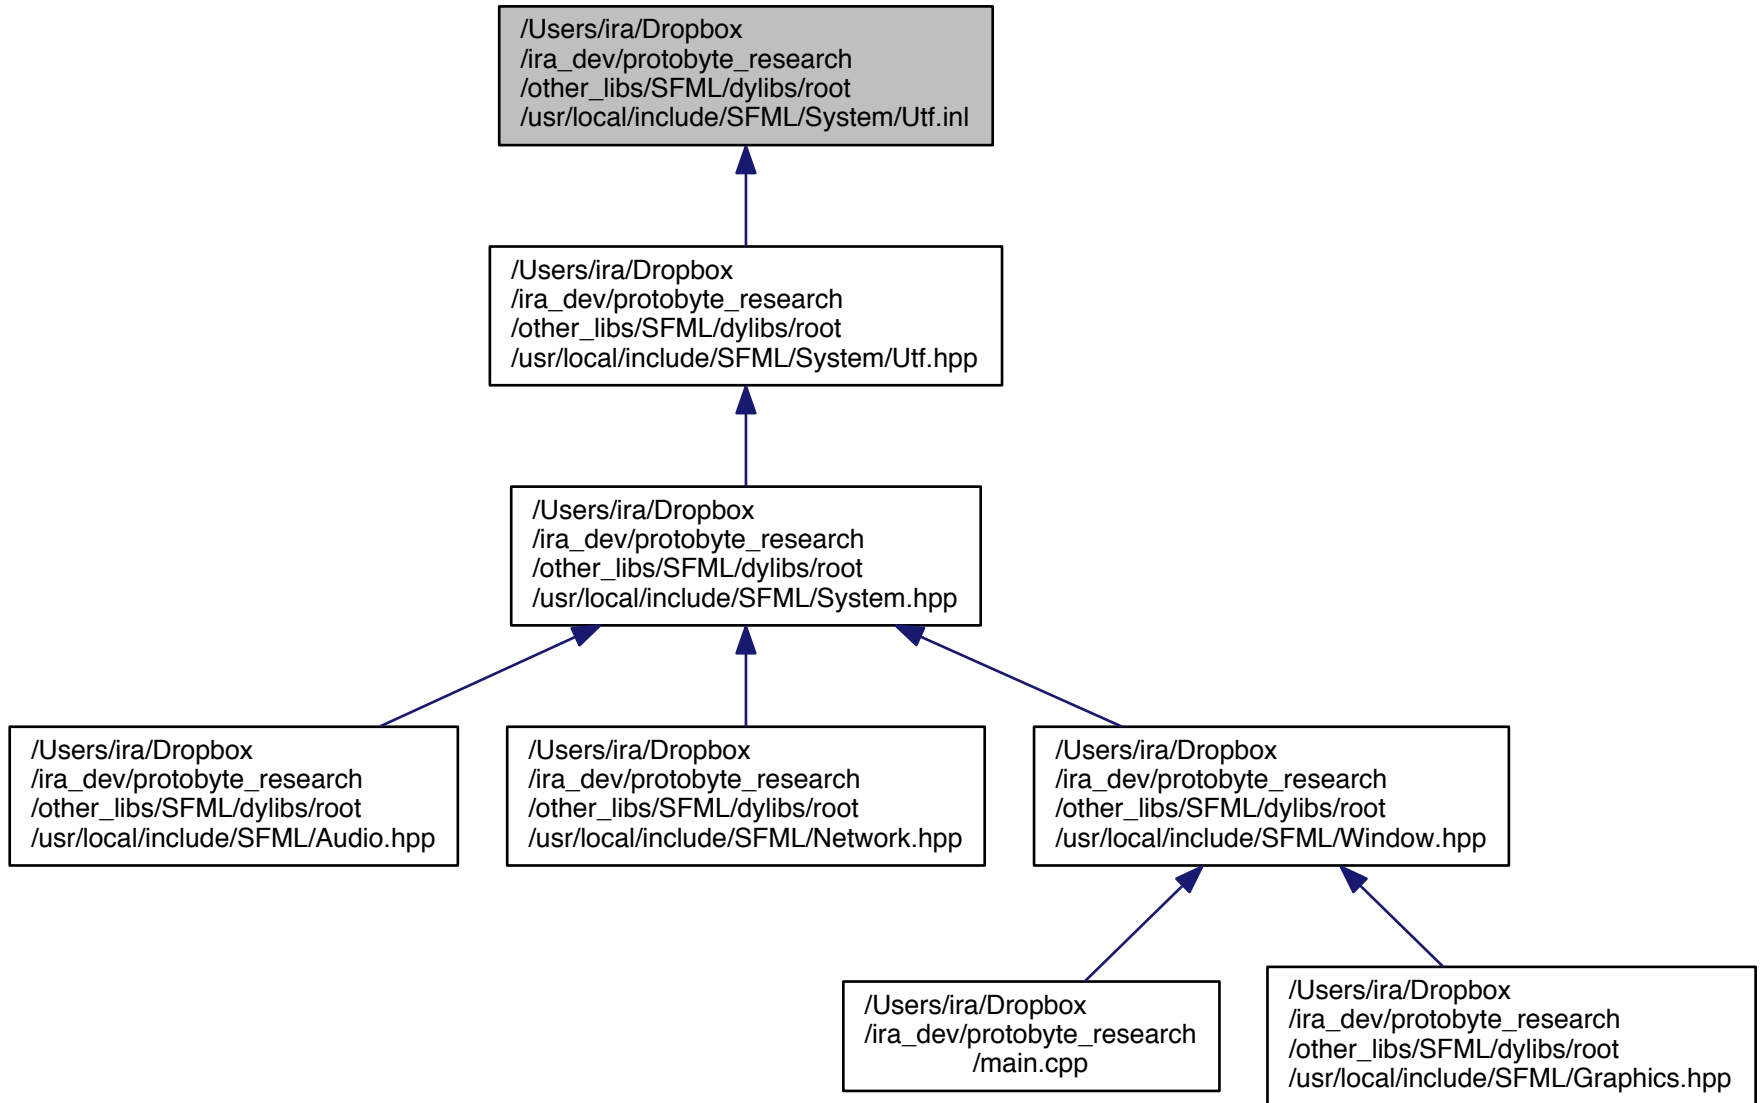 /Users/ira/Dropbox
/ira_dev/protobyte_research
/other_libs/SFML/dylibs/root
/usr/local/include/SFML/System/Utf.inl
/Users/ira/Dropbox
/ira_dev/protobyte_research
/other_libs/SFML/dylibs/root
/usr/local/include/SFML/System/Utf.hpp
/Users/ira/Dropbox
/ira_dev/protobyte_research
/other_libs/SFML/dylibs/root
/usr/local/include/SFML/System.hpp
/Users/ira/Dropbox
/ira_dev/protobyte_research
/other_libs/SFML/dylibs/root
/usr/local/include/SFML/Audio.hpp
/Users/ira/Dropbox
/ira_dev/protobyte_research
/other_libs/SFML/dylibs/root
/usr/local/include/SFML/Network.hpp
/Users/ira/Dropbox
/ira_dev/protobyte_research
/other_libs/SFML/dylibs/root
/usr/local/include/SFML/Window.hpp
/Users/ira/Dropbox
/ira_dev/protobyte_research
/main.cpp
/Users/ira/Dropbox
/ira_dev/protobyte_research
/other_libs/SFML/dylibs/root
/usr/local/include/SFML/Graphics.hpp